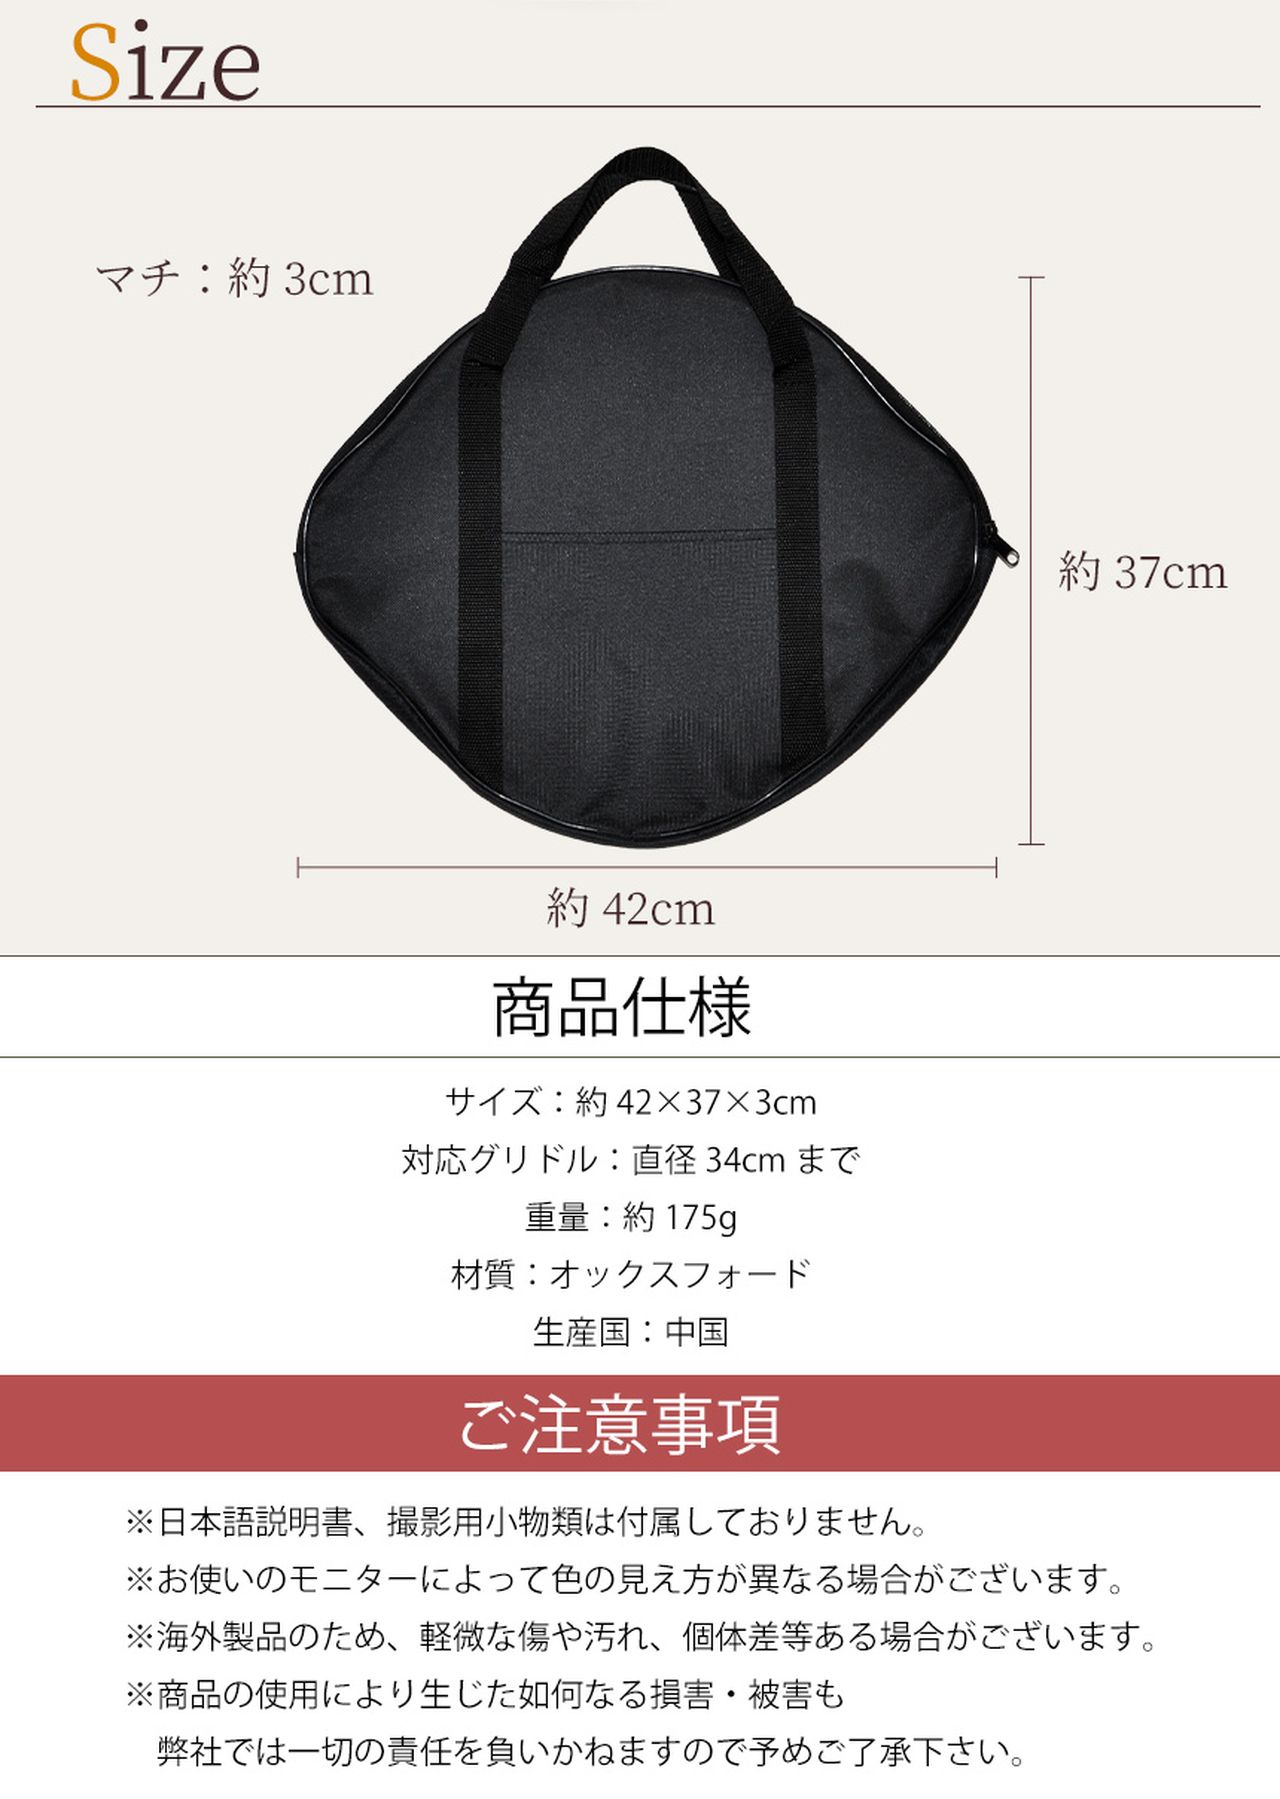 Size
マチ：約 3cm
約 37cm
約 42cm
商品仕様
サイズ：約 42×37×3cm
対応グリドル：直径 34cm まで
重量：約 175g
材質：オックスフォード
生産国：中国
ご注意事項
※日本語説明書、撮影用小物類は付属しておりません。
※お使いのモニターによって色の見え方が異なる場合がございます。
※海外製品のため、軽微な傷や汚れ、個体差等ある場合がございます。
※商品の使用により生じた如何なる損害・被害も
弊社では一切の責任を負いかねますので予めご了承下さい。